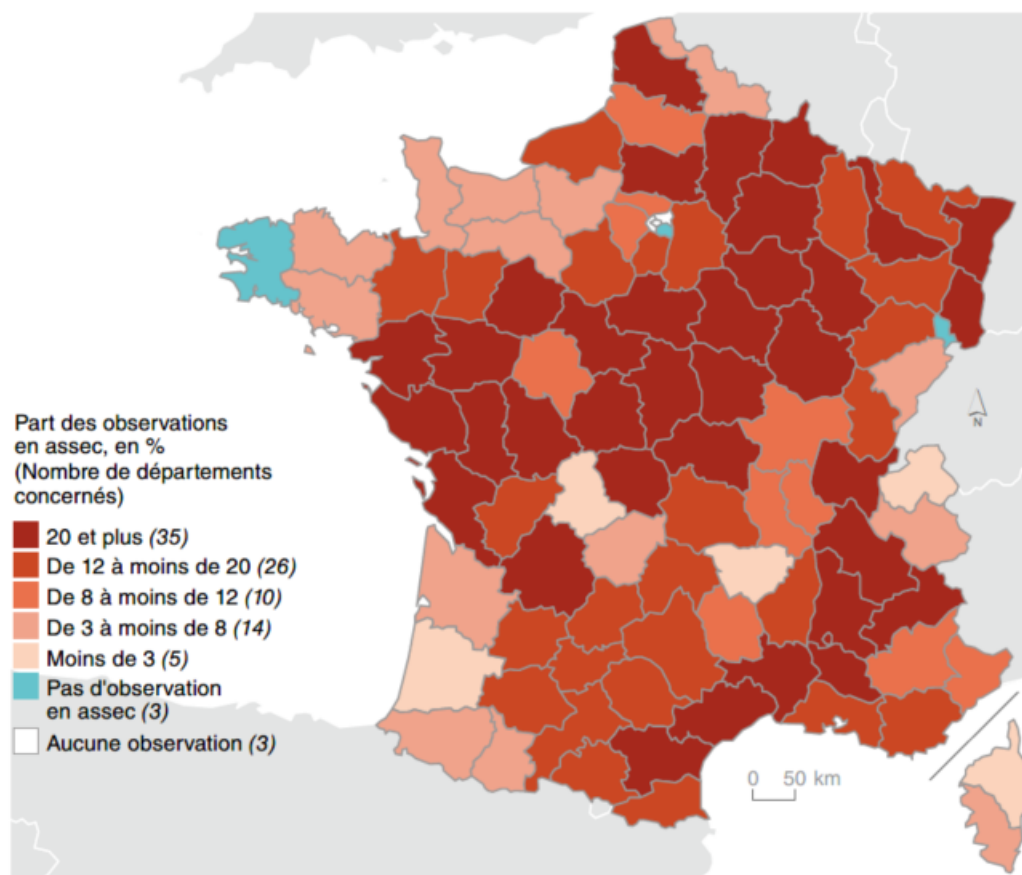 Part des observations
en assec, en %
(Nombre de départements
concernés)
20 et plus (35)
De 12 à moins de 20 (26)
De 8 à moins de 12 (10)
De 3 à moins de 8 (14)
Moins de 3 (5)
Pas d'observation
en assec (3)
Aucune observation (3)
N
0 50 km